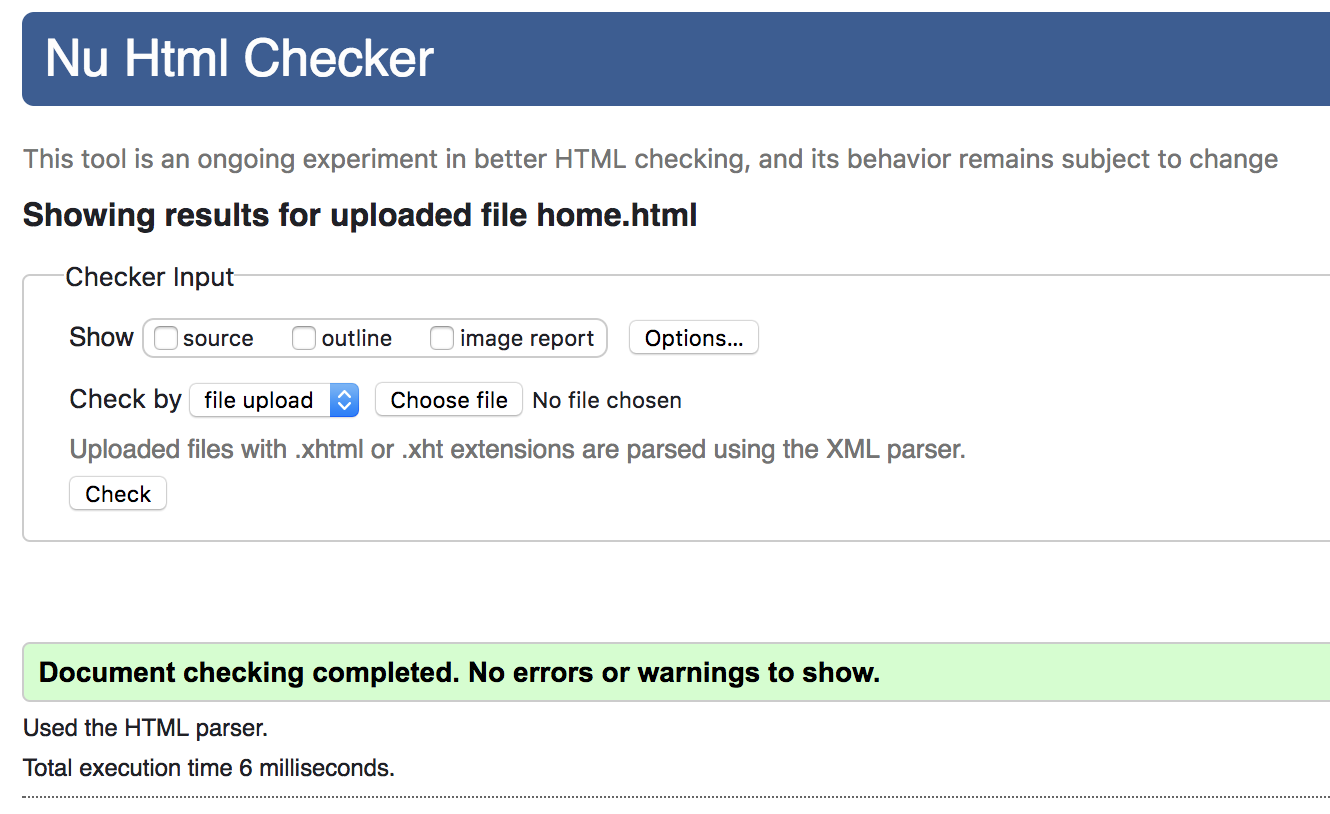 Nu Html Checker
This tool is an ongoing experiment in better HTML checking, and its behavior remains subject to change
Showing results for uploaded file home.html
Checker Input
Show source outline image report Options...
Check by file upload Choose file No file chosen
Uploaded files with .xhtml or .xht extensions are parsed using the XML parser.
Check
Document checking completed. No errors or warnings to show.
Used the HTML parser.
Total execution time 6 milliseconds.